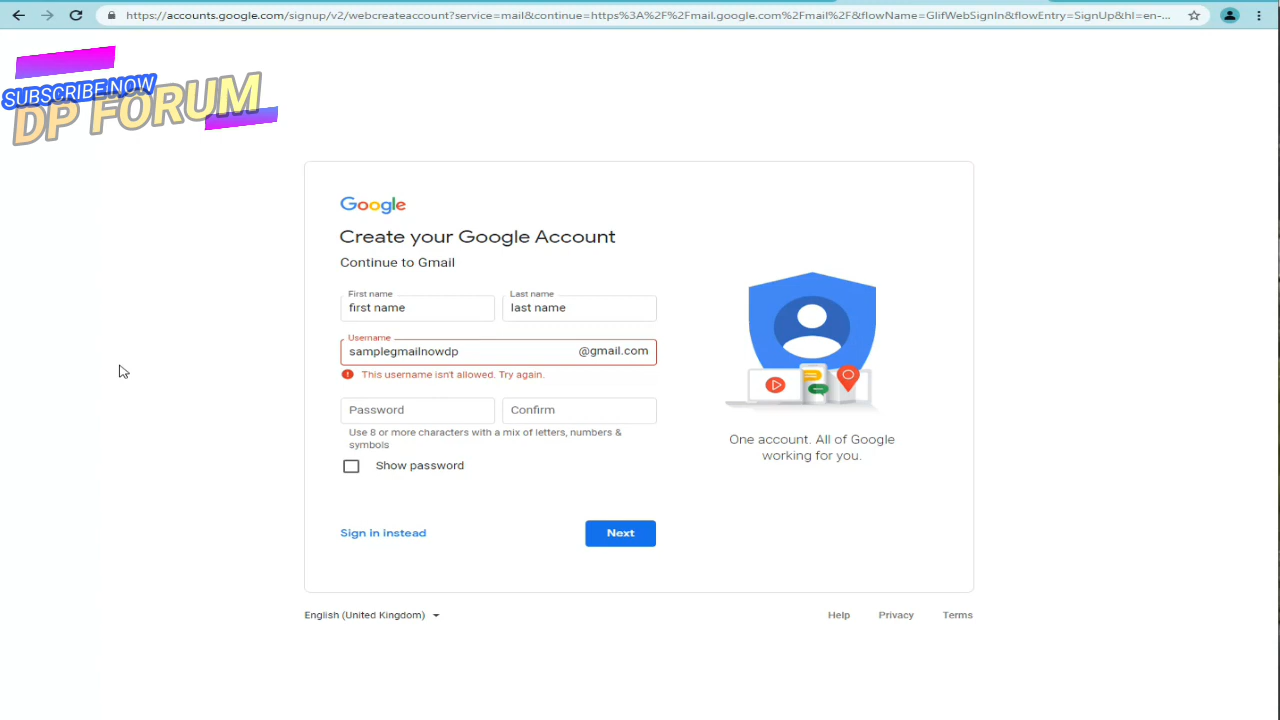 https://accounts.google.com/signup/v2/webcreateaccount?service=mail&continue=https%3A%2F%2Fmail.google.com%2Fmail%2F&flowName=GlifWebSignIn&flowEntry=SignUp&hl=en-...
SUBSCRIBE NOW
DP FORUM
Google
Create your Google Account
Continue to Gmail
First name Last name
first name last name
Username
samplegmailnowdp @gmail.com
This username isn't allowed. Try again.
Password Confirm
Use 8 or more characters with a mix of letters, numbers &
symbols
Show password
One account. All of Google
working for you.
Sign in instead Next
English (United Kingdom) Help Privacy Terms